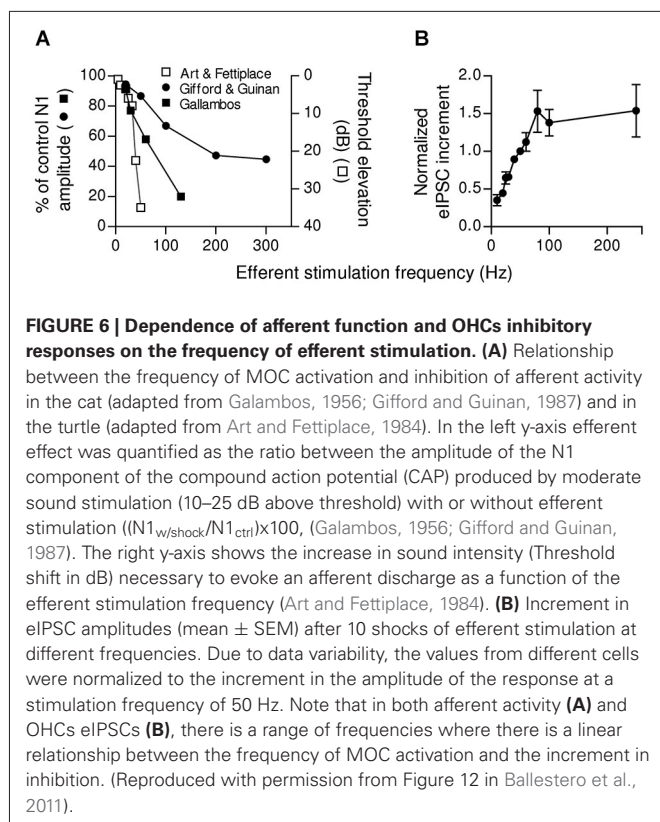 A
B
Art & Fettiplace
Gifford & Guinan
Gallambos
% of control N1
amplitude (
)
100
80
60
40
20
0
0
10
20
30
40
Threshold elevation
(dB) (□)
0
100
200
300
Normalized
eIPSC increment
2.0
1.5
1.0
0.5
0.0
0
100
200
Efferent stimulation frequency (Hz)
FIGURE 6 | Dependence of afferent function and OHCs inhibitory
responses on the frequency of efferent stimulation. (A) Relationship
between the frequency of MOC activation and inhibition of afferent activity
in the cat (adapted from Galambos, 1956; Gifford and Guinan, 1987) and in
the turtle (adapted from Art and Fettiplace, 1984). In the left y-axis efferent
effect was quantified as the ratio between the amplitude of the N1
component of the compound action potential (CAP) produced by moderate
sound stimulation (10–25 dB above threshold) with or without efferent
stimulation ((N1w/shock/N1ctrl)x100, (Galambos, 1956; Gifford and Guinan,
1987). The right y-axis shows the increase in sound intensity (Threshold
shift in dB) necessary to evoke an afferent discharge as a function of the
efferent stimulation frequency (Art and Fettiplace, 1984). (B) Increment in
eIPSC amplitudes (mean ± SEM) after 10 shocks of efferent stimulation at
different frequencies. Due to data variability, the values from different cells
were normalized to the increment in the amplitude of the response at a
stimulation frequency of 50 Hz. Note that in both afferent activity (A) and
OHCs eIPSCs (B), there is a range of frequencies where there is a linear
relationship between the frequency of MOC activation and the increment in
inhibition. (Reproduced with permission from Figure 12 in Ballestero et al.,
2011).